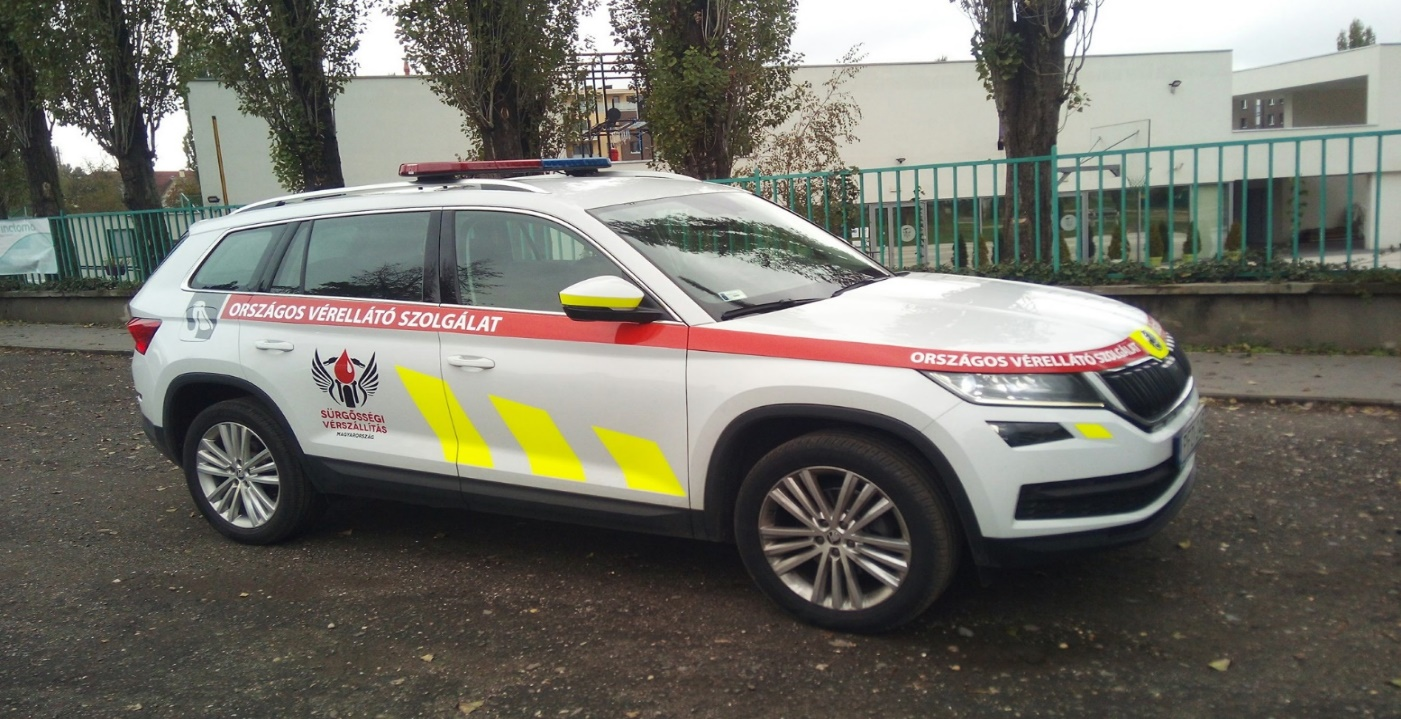 ORSZÁGOS VÉRELLÁTÓ SZOLGÁLAT
ORSZÁGOS VÉRELLÁTÓ SZOLGÁLAT
SÜRGŐSSÉGI
VÉRSZÁLLÍTÁS
MAGYARORSZÁG